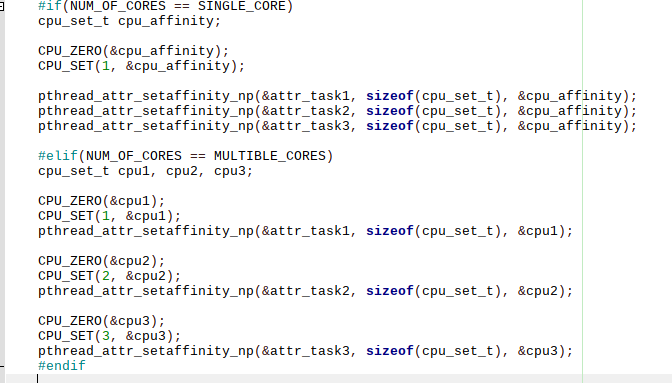 #if(NUM_OF_CORES == SINGLE_CORE)
cpu_set_t cpu_affinity;
CPU_ZERO(&cpu_affinity);
CPU_SET(1, &cpu_affinity);
pthread_attr_setaffinity_np(&attr_task1, sizeof(cpu_set_t), &cpu_affinity);
pthread_attr_setaffinity_np(&attr_task2, sizeof(cpu_set_t), &cpu_affinity);
pthread_attr_setaffinity_np(&attr_task3, sizeof(cpu_set_t), &cpu_affinity);
#elif(NUM_OF_CORES == MULTIBLE_CORES)
cpu_set_t cpu1, cpu2, cpu3;
CPU_ZERO(&cpu1);
CPU_SET(1, &cpu1);
pthread_attr_setaffinity_np(&attr_task1, sizeof(cpu_set_t), &cpu1);
CPU_ZERO(&cpu2);
CPU_SET(2, &cpu2);
pthread_attr_setaffinity_np(&attr_task2, sizeof(cpu_set_t), &cpu2);
CPU_ZERO(&cpu3);
CPU_SET(3, &cpu3);
pthread_attr_setaffinity_np(&attr_task3, sizeof(cpu_set_t), &cpu3);
#endif